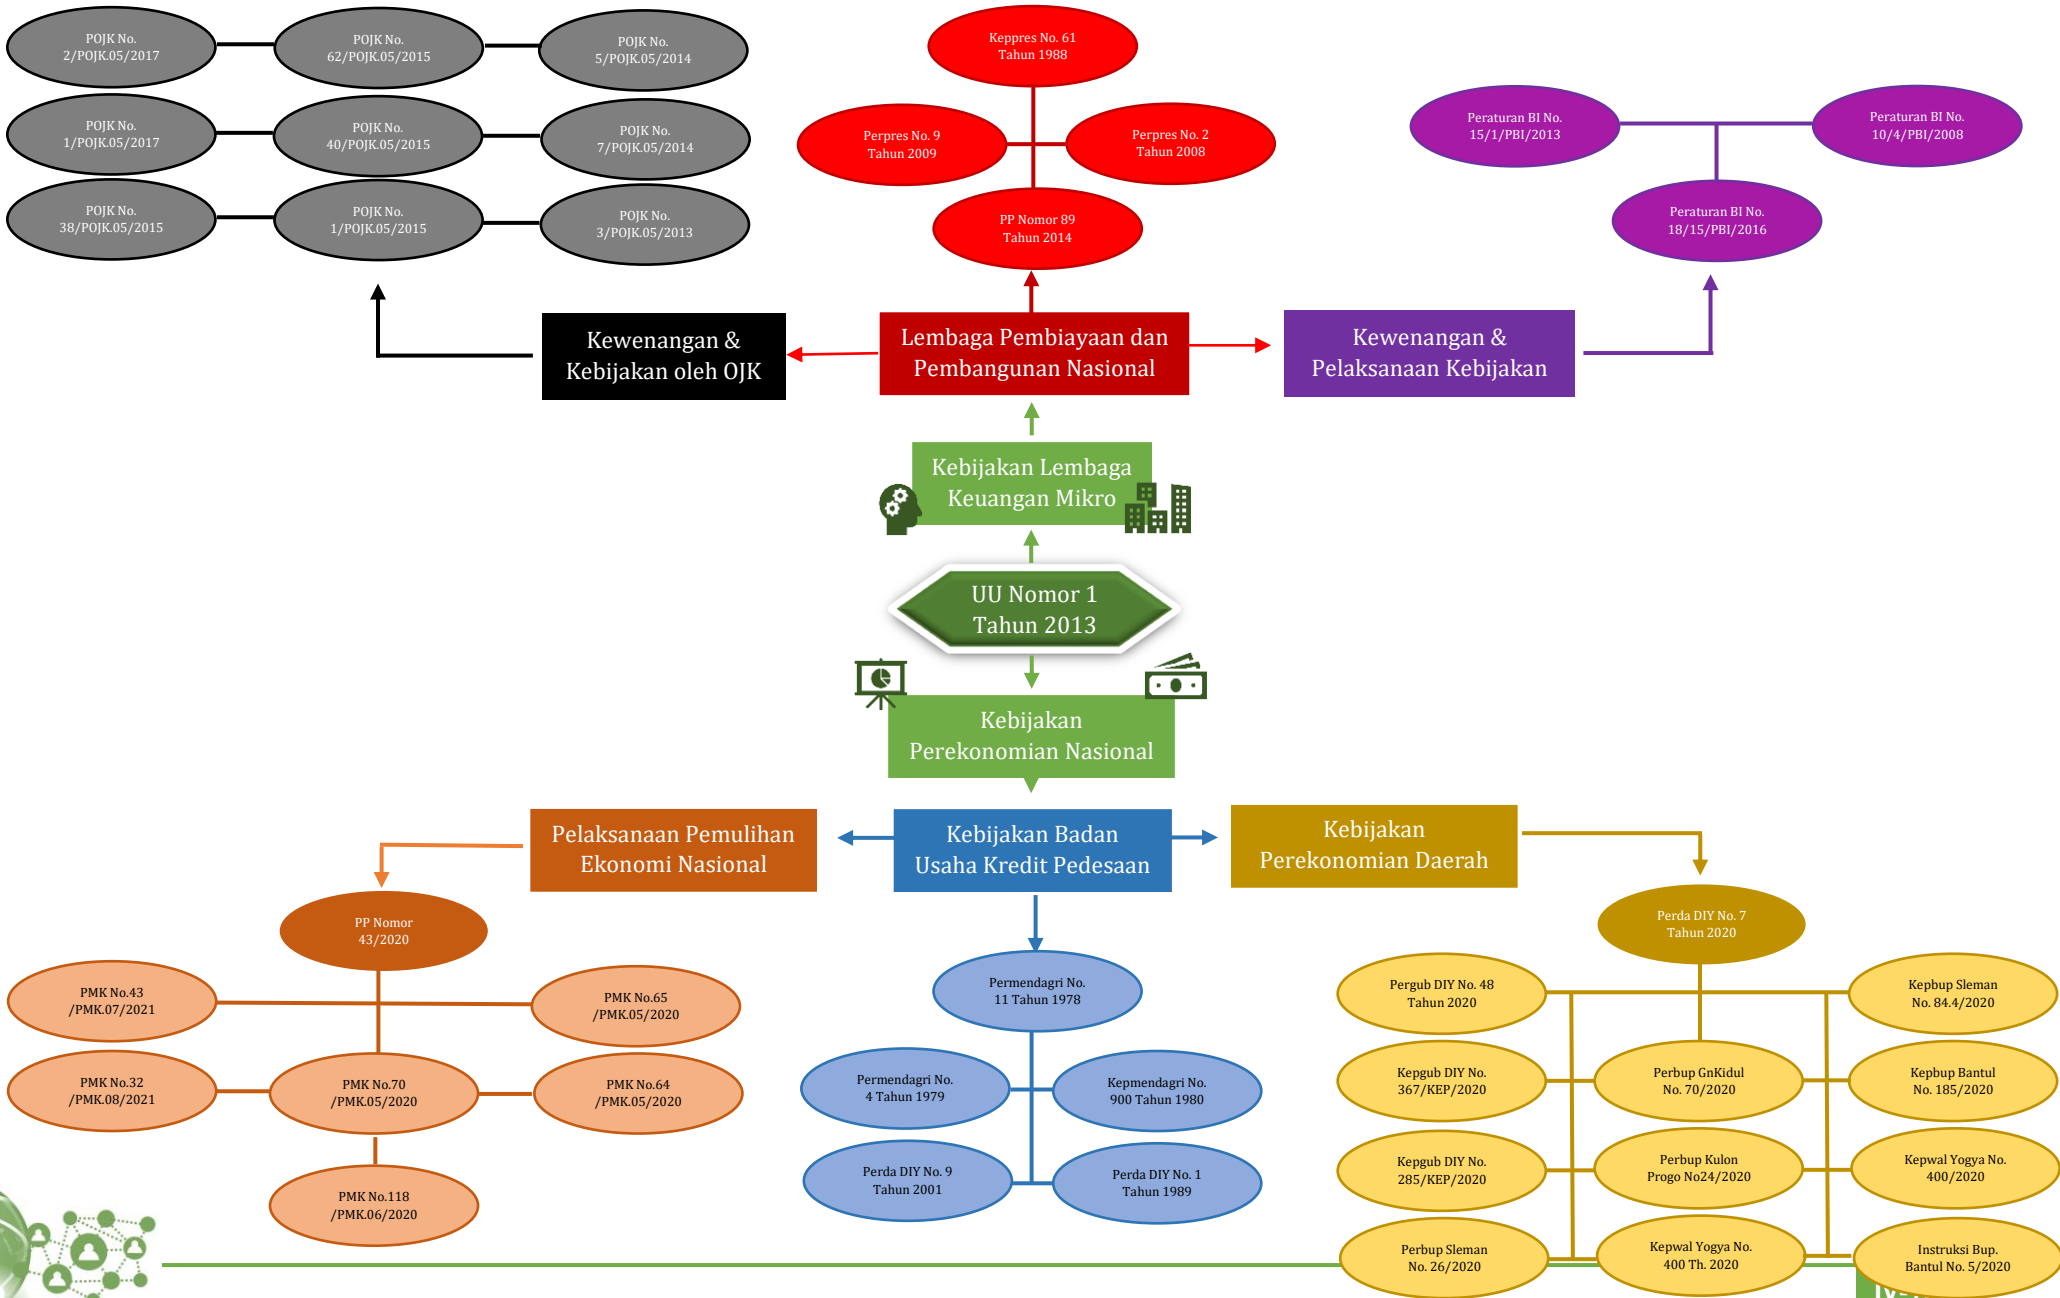 POJK No.
2/POJK.05/2017
POJK No.
62/POJK.05/2015
POJK No.
5/POJK.05/2014
POJK No.
1/POJK.05/2017
POJK No.
40/POJK.05/2015
POJK No.
7/POJK.05/2014
POJK No.
38/POJK.05/2015
POJK No.
1/POJK.05/2015
POJK No.
3/POJK.05/2013
Keppres No. 61
Tahun 1988
Perpres No. 9
Tahun 2009
Perpres No. 2
Tahun 2008
PP Nomor 89
Tahun 2014
Peraturan BI No.
15/1/PBI/2013
Peraturan BI No.
10/4/PBI/2008
Peraturan BI No.
18/15/PBI/2016
Kewenangan &
Kebijakan oleh OJK
Lembaga Pembiayaan dan
Pembangunan Nasional
Kewenangan &
Pelaksanaan Kebijakan
Kebijakan Lembaga
Keuangan Mikro
UU Nomor 1
Tahun 2013
Kebijakan
Perekonomian Nasional
Pelaksanaan Pemulihan
Ekonomi Nasional
Kebijakan Badan
Usaha Kredit Pedesaan
Kebijakan
Perekonomian Daerah
PP Nomor
43/2020
PMK No.43
/PMK.07/2021
PMK No.65
/PMK.05/2020
PMK No.32
/PMK.08/2021
PMK No.70
/PMK.05/2020
PMK No.64
/PMK.05/2020
PMK No.118
/PMK.06/2020
Permendagri No.
11 Tahun 1978
Permendagri No.
4 Tahun 1979
Kepmendagri No.
900 Tahun 1980
Perda DIY No. 9
Tahun 2001
Perda DIY No. 1
Tahun 1989
Perda DIY No. 7
Tahun 2020
Pergub DIY No. 48
Tahun 2020
Kepbup Sleman
No. 84.4/2020
Kepgub DIY No.
367/KEP/2020
Perbup GnKidul
No. 70/2020
Kepbup Bantul
No. 185/2020
Kepgub DIY No.
285/KEP/2020
Perbup Kulon
Progo No24/2020
Kepwal Yogya No.
400/2020
Perbup Sleman
No. 26/2020
Kepwal Yogya No.
400 Th. 2020
Instruksi Bup.
Bantul No. 5/2020